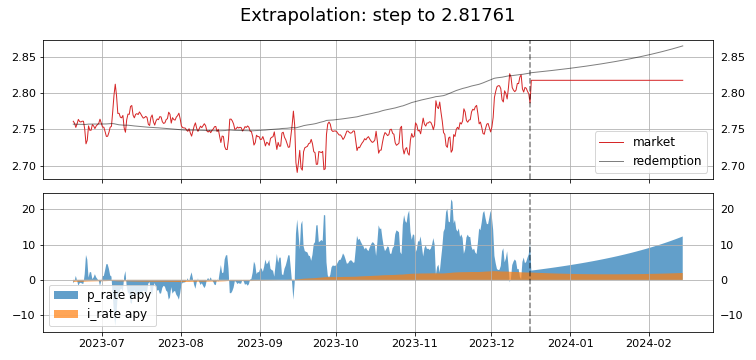 Extrapolation: step to 2.81761
2.85 2.85
2.80 2.80
2.75 2.75
2.70 2.70
market
redemption
20 20
10 10
0 0
−10 −10
p_rate apy
i_rate apy
2023-07 2023-08 2023-09 2023-10 2023-11 2023-12 2024-01 2024-02